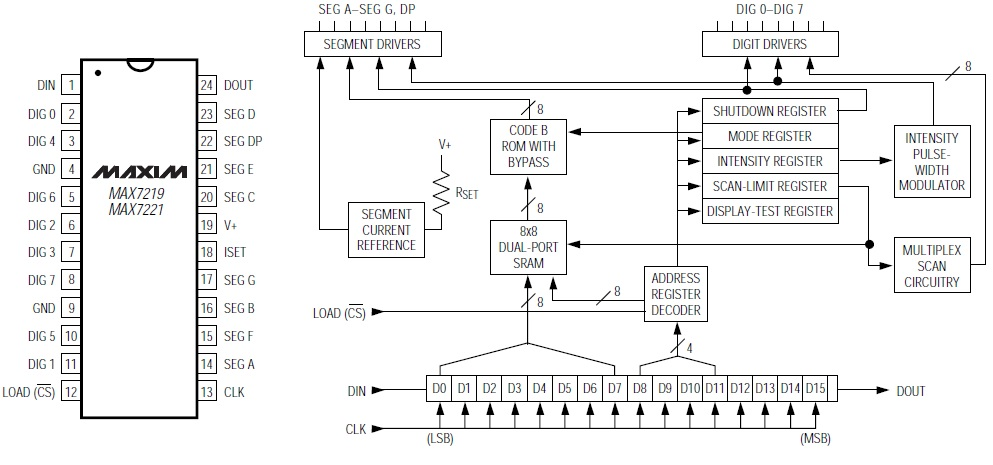 DIN 1
DIG 0 2
DIG 4 3
GND 4
DIG 6 5
DIG 2 6
DIG 3 7
DIG 7 8
GND 9
DIG 5 10
DIG 1 11
LOAD (CS) 12
MAXIM
MAX7219
MAX7221
24 DOUT
23 SEG D
22 SEG DP
21 SEG E
20 SEG C
19 V+
18 ISET
17 SEG G
16 SEG B
15 SEG F
14 SEG A
13 CLK
SEG A–SEG G, DP
SEGMENT DRIVERS
DIG 0–DIG 7
DIGIT DRIVERS
8
8
CODE B
ROM WITH
BYPASS
SHUTDOWN REGISTER
MODE REGISTER
INTENSITY REGISTER
SCAN-LIMIT REGISTER
DISPLAY-TEST REGISTER
INTENSITY
PULSE-
WIDTH
MODULATOR
V+
RSET
SEGMENT
CURRENT
REFERENCE
8
8x8
DUAL-PORT
SRAM
MULTIPLEX
SCAN
CIRCUITRY
ADDRESS
REGISTER
DECODER
8
8
LOAD (CS)
4
DIN
D0 D1 D2 D3 D4 D5 D6 D7 D8 D9 D10 D11 D12 D13 D14 D15
DOUT
CLK
(LSB)
(MSB)